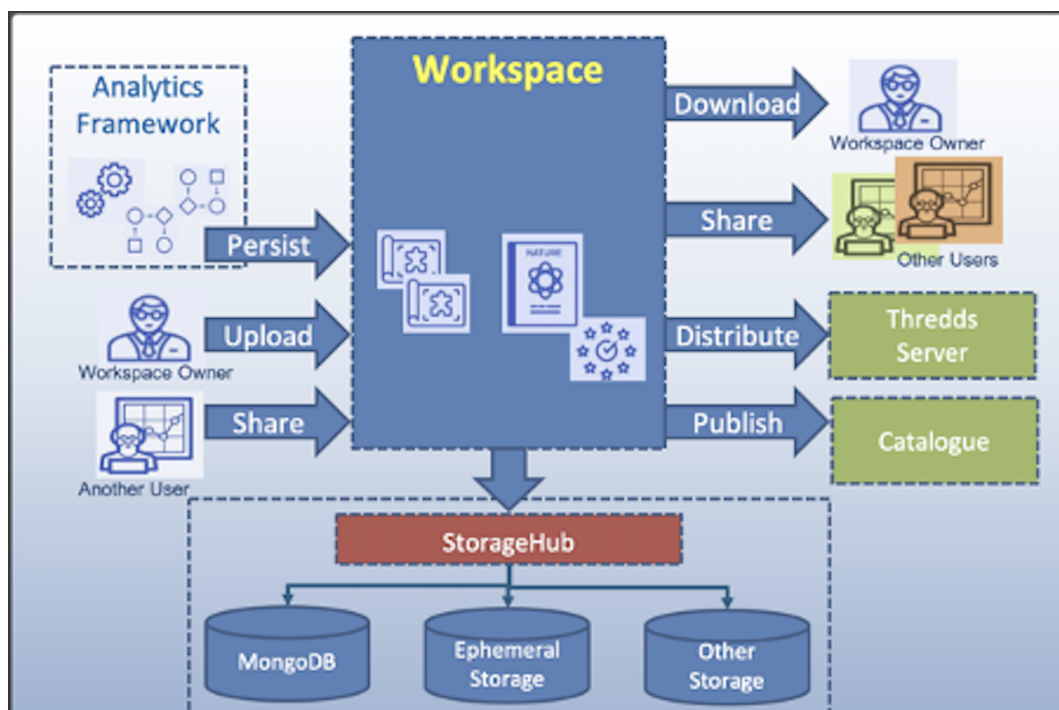 Analytics
Framework
Workspace
Download
Workspace Owner
Persist
NATURE
Share
Other Users
Upload
Workspace Owner
Distribute
Thredds
Server
Share
Another User
Publish
Catalogue
StorageHub
MongoDB
Ephemeral
Storage
Other
Storage